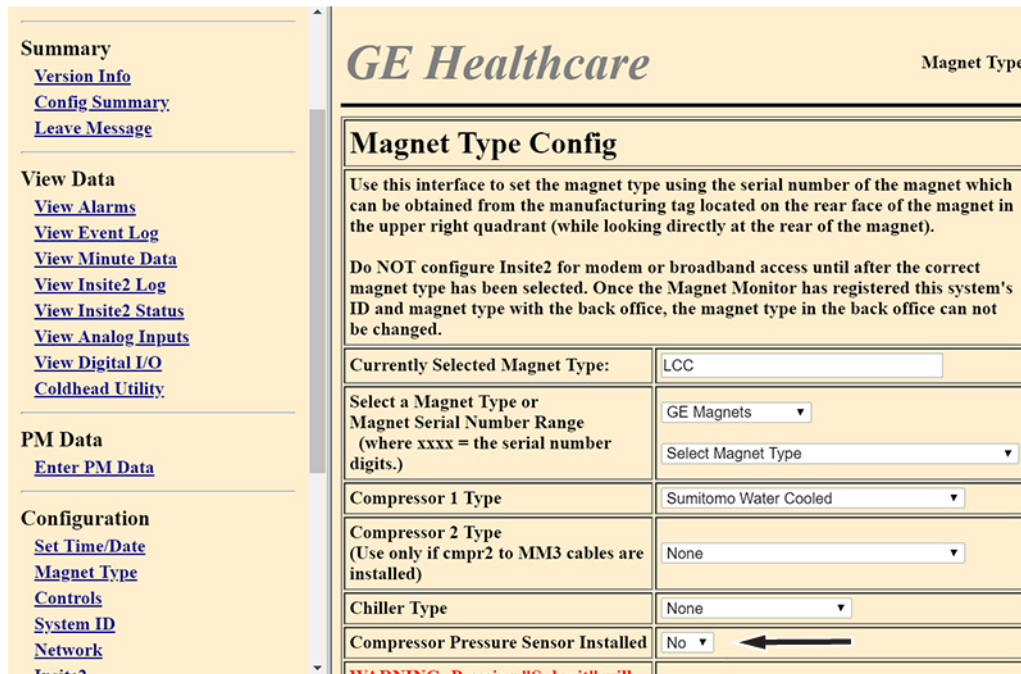 Summary
Version Info
Config Summary
Leave Message
View Data
View Alarms
View Event Log
View Minute Data
View Insite2 Log
View Insite2 Status
View Analog Inputs
View Digital I/O
Coldhead Utility
PM Data
Enter PM Data
Configuration
Set Time/Date
Magnet Type
Controls
System ID
Network
GE Healthcare
Magnet Type
Magnet Type Config
Use this interface to set the magnet type using the serial number of the magnet which
can be obtained from the manufacturing tag located on the rear face of the magnet in
the upper right quadrant (while looking directly at the rear of the magnet).
Do NOT configure Insite2 for modem or broadband access until after the correct
magnet type has been selected. Once the Magnet Monitor has registered this system's
ID and magnet type with the back office, the magnet type in the back office can not
be changed.
Currently Selected Magnet Type:
LCC
Select a Magnet Type or
Magnet Serial Number Range
(where xxxx = the serial number
digits.)
GE Magnets
Select Magnet Type
Compressor 1 Type
Sumitomo Water Cooled
Compressor 2 Type
(Use only if cmpr2 to MM3 cables are
installed)
None
Chiller Type
None
Compressor Pressure Sensor Installed
No